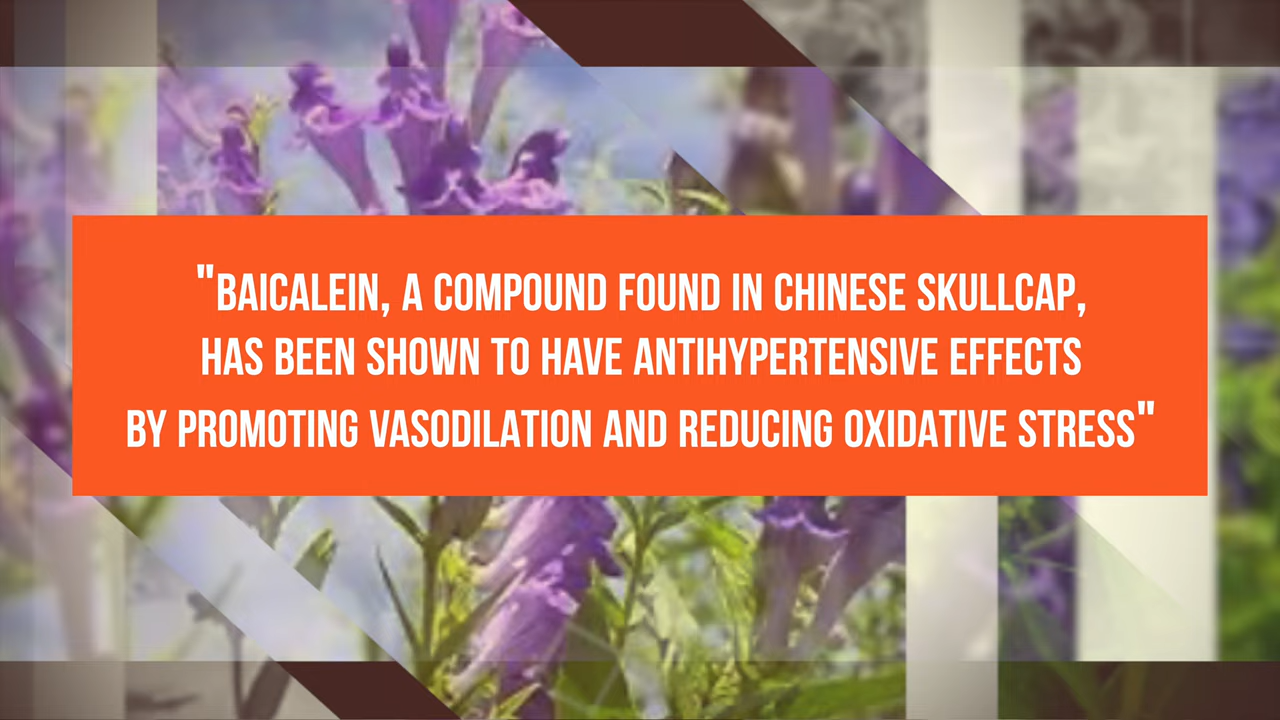 "BAICALEIN, A COMPOUND FOUND IN CHINESE SKULLCAP,
HAS BEEN SHOWN TO HAVE ANTIHYPERTENSIVE EFFECTS
BY PROMOTING VASODILATION AND REDUCING OXIDATIVE STRESS"